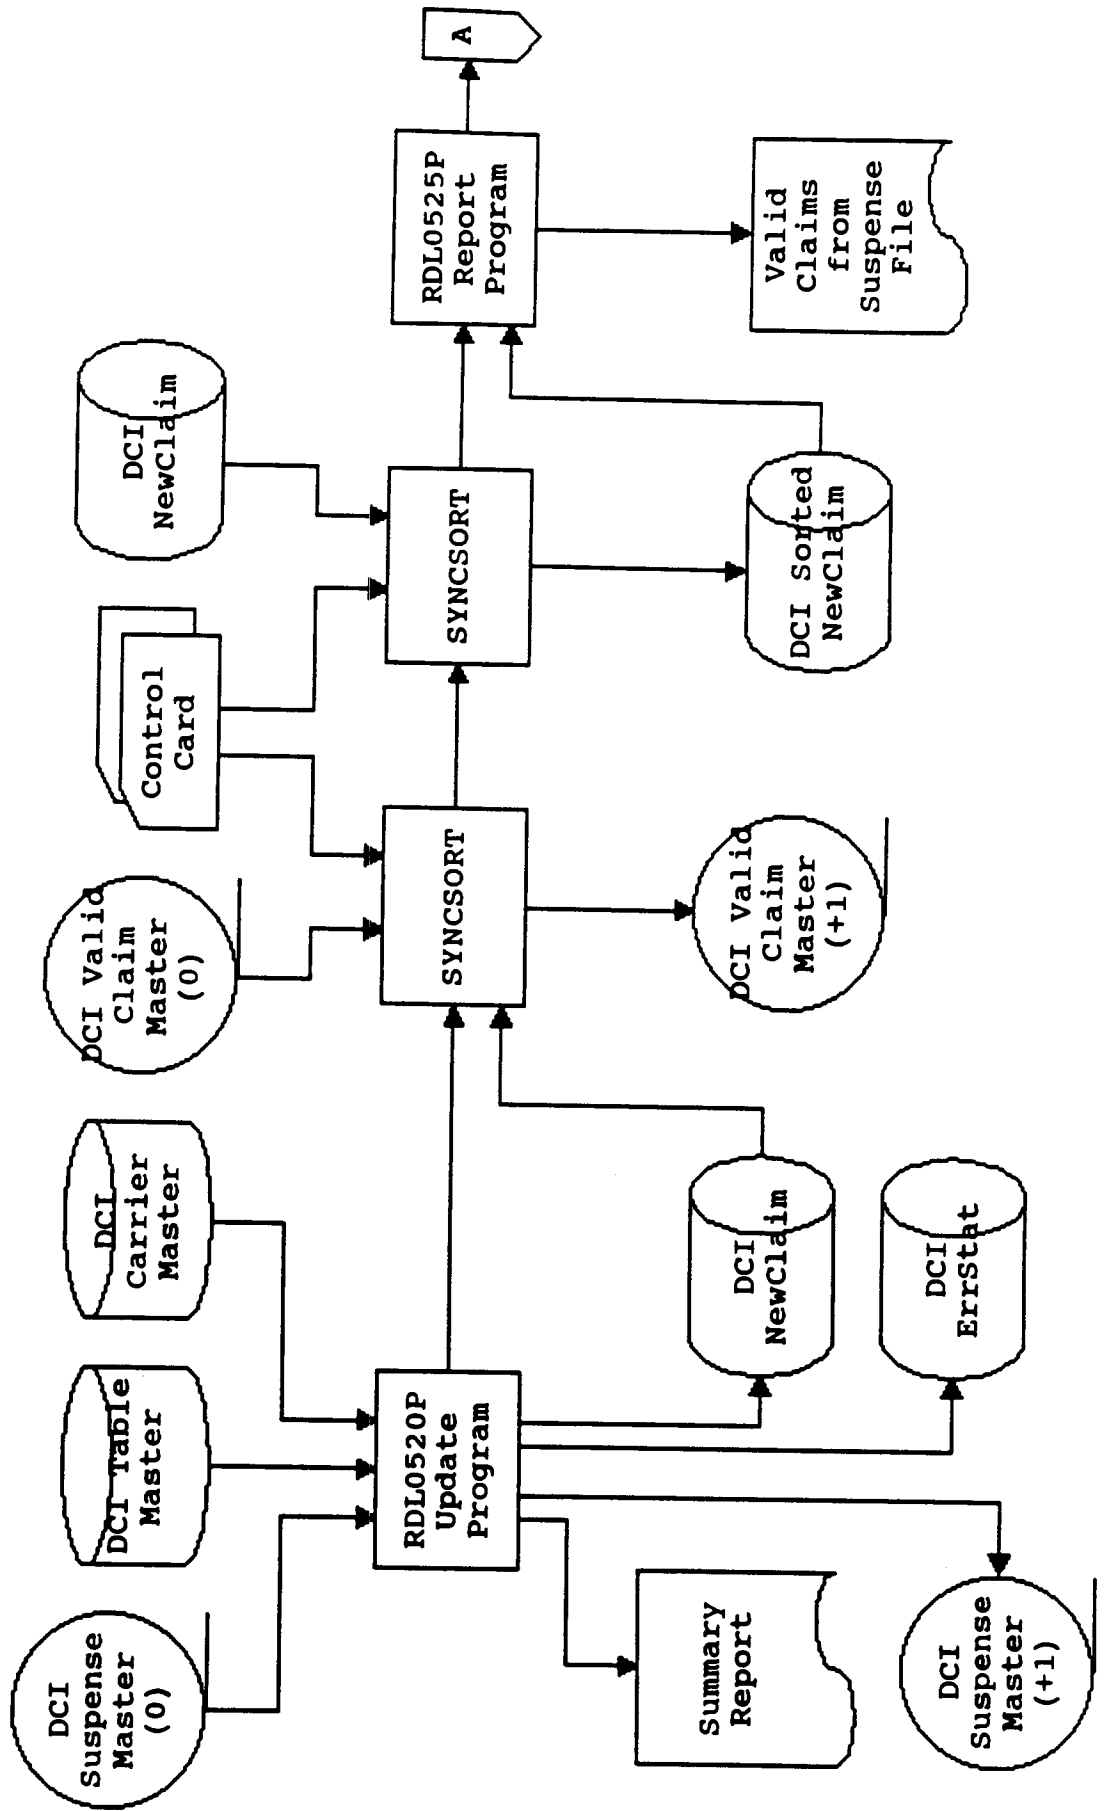 DCI
Suspense
Master
(0)
DCI Table
Master
DCI
Carrier
Master
DCI Valid
Claim
Master
(0)
Control
Card
DCI
NewClaim
RDL0520P
Update
Program
SYNCSORT
SYNCSORT
RDL0525P
Report
Program
A
Summary
Report
DCI
Suspense
Master
(+1)
DCI
NewClaim
DCI
ErrStat
DCI Valid
Claim
Master
(+1)
DCI Sorted
NewClaim
Valid
Claims
from
Suspense
File